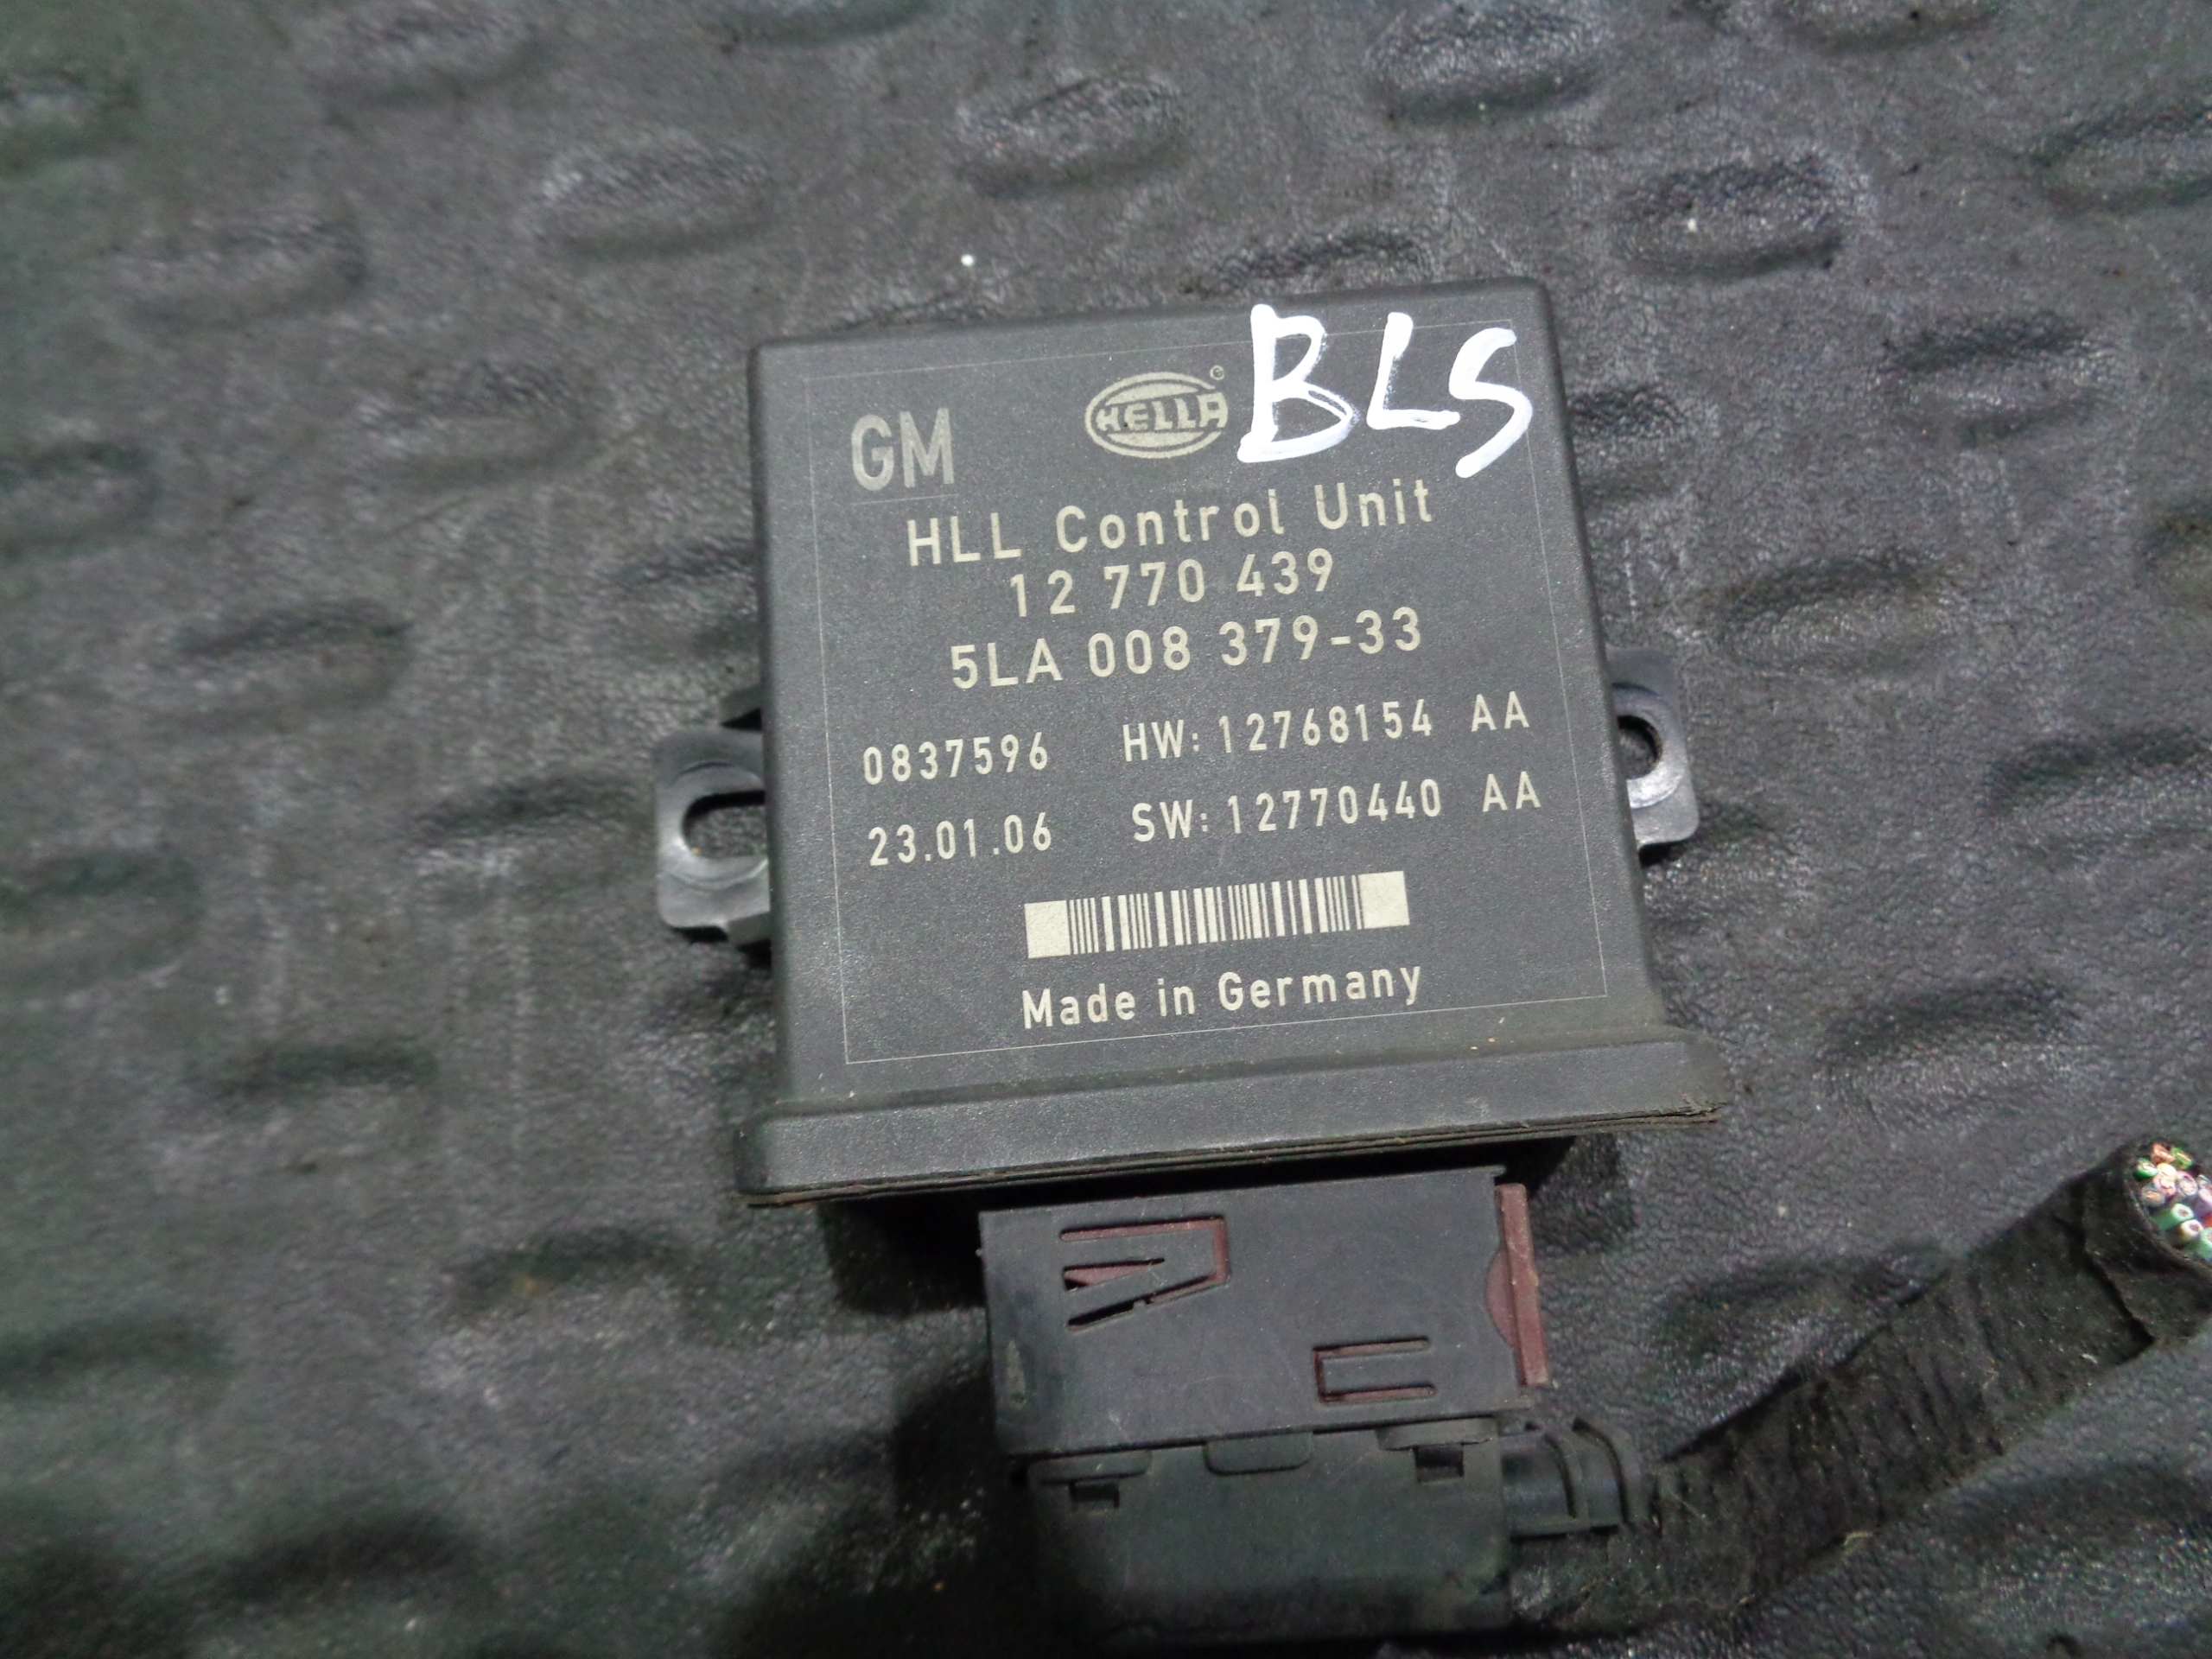 GM HELLA BLS
HLL Control Unit
12 770 439
5LA 008 379-33
0837596 HW: 12768154 AA
23.01.06 SW: 12770440 AA
Made in Germany